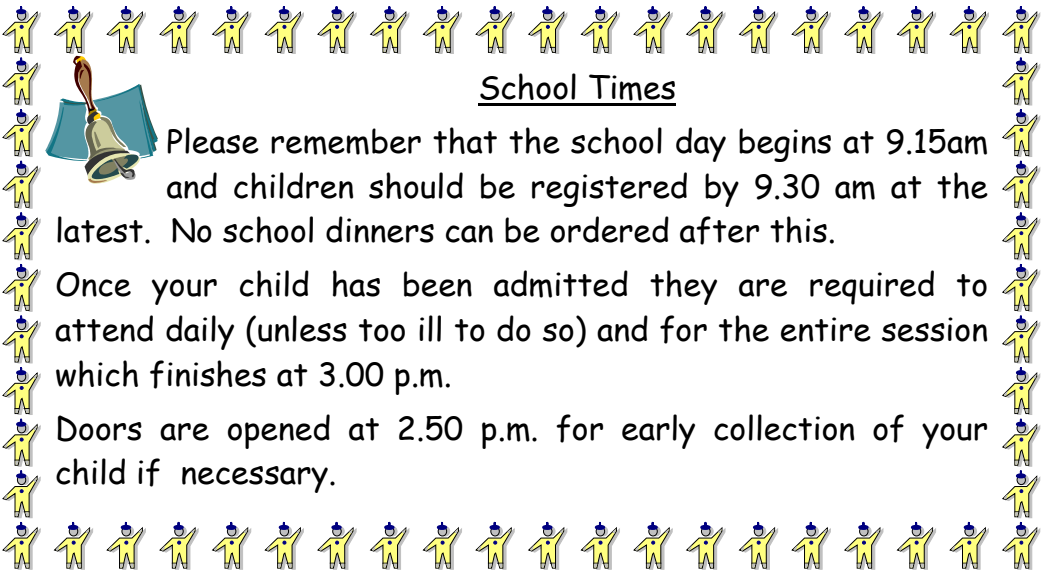 School Times
Please remember that the school day begins at 9.15am
and children should be registered by 9.30 am at the
latest.  No school dinners can be ordered after this.
Once your child has been admitted they are required to
attend daily (unless too ill to do so) and for the entire session
which finishes at 3.00 p.m.
Doors are opened at 2.50 p.m. for early collection of your
child if  necessary.